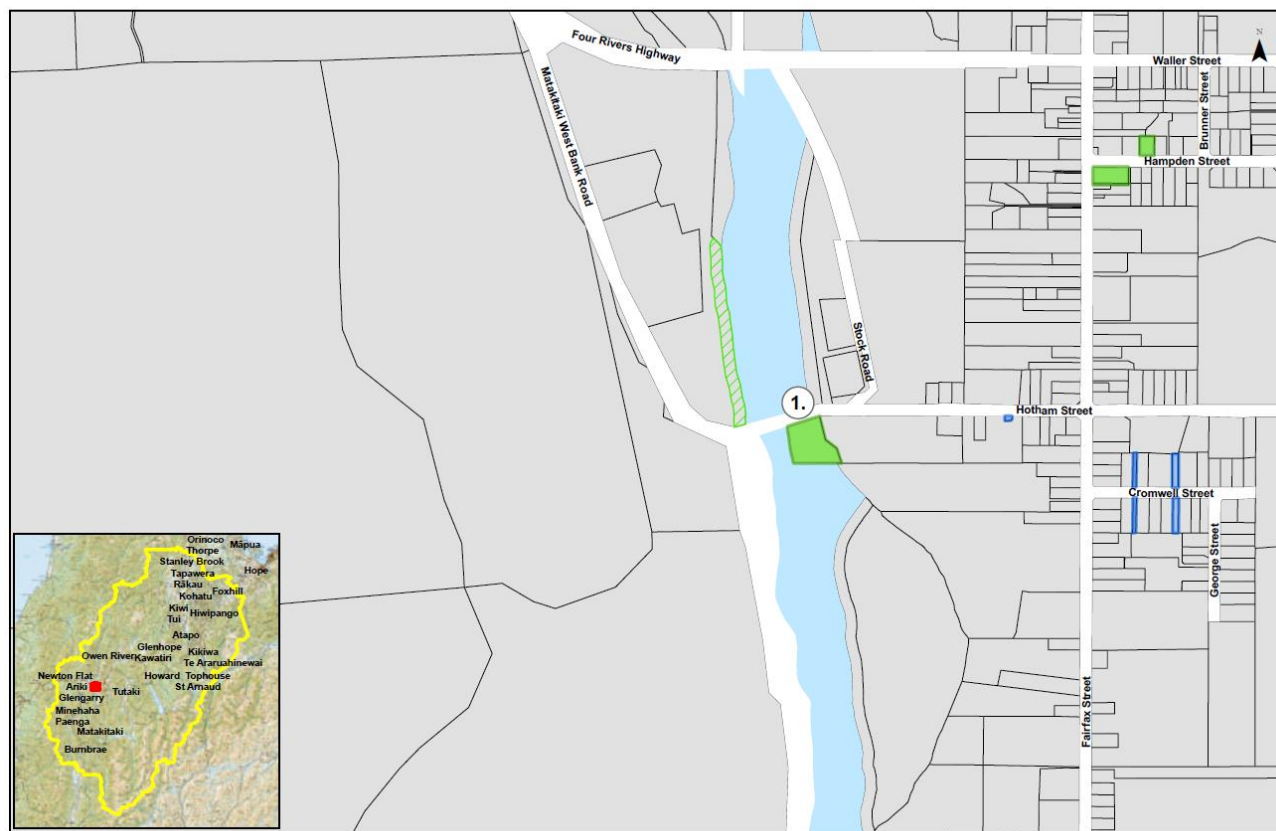 Four Rivers Highway
N
Waller Street
Matakitaki West Bank Road
Brunner Street
Hampden Street
Stock Road
1.
Hotham Street
Cromwell Street
George Street
Fairfax Street
Orinoco
Māpua
Thorpe
Stanley Brook
Hope
Tapawera
Rākau
Foxhill
Kohatu
Kiwi
Hiwipango
Tui
Atapo
Glenhope
Kikiwa
Owen River
Kawatiri
Te Araruahinewai
Newton Flat
Howard
Tophouse
Ariki
Tutaki
St Arnaud
Glengarry
Minehaha
Paenga
Matakitaki
Burnbrae